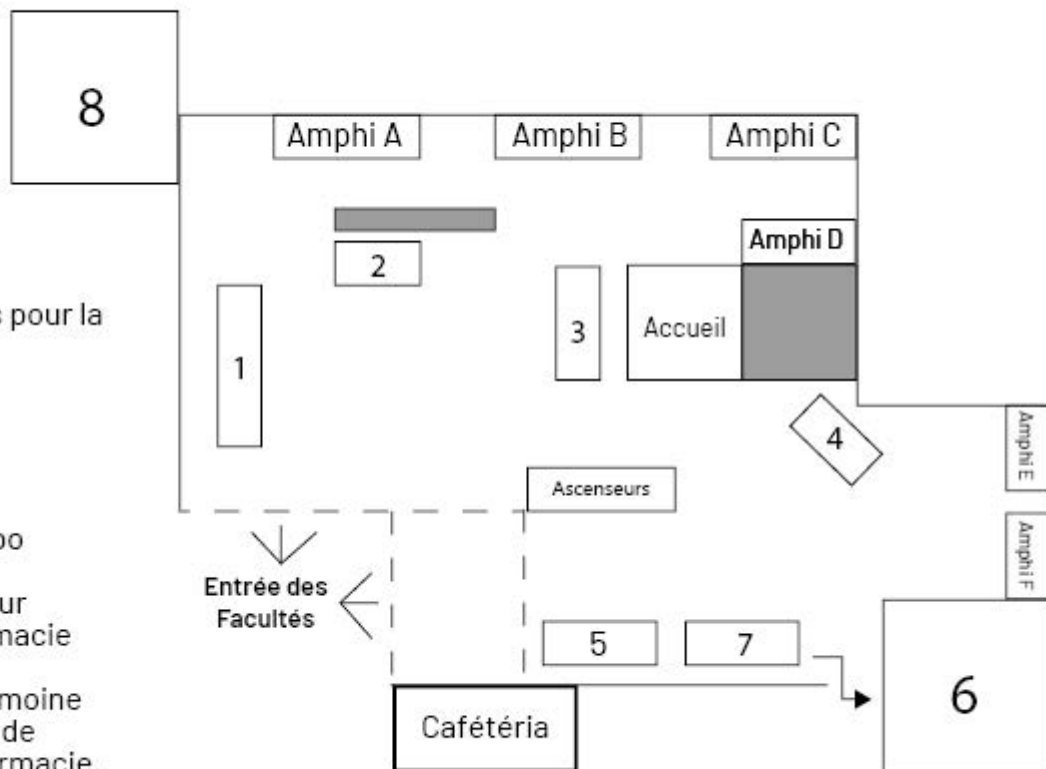 8
Amphi A
Amphi B
Amphi C
Amphi D
2
pour la
3
Accueil
1
4
Amphi E
Ascenseurs
Amphi F
Entrée des
Facultés
macie
5
7
6
moine
de
Cafétéria
rmacie